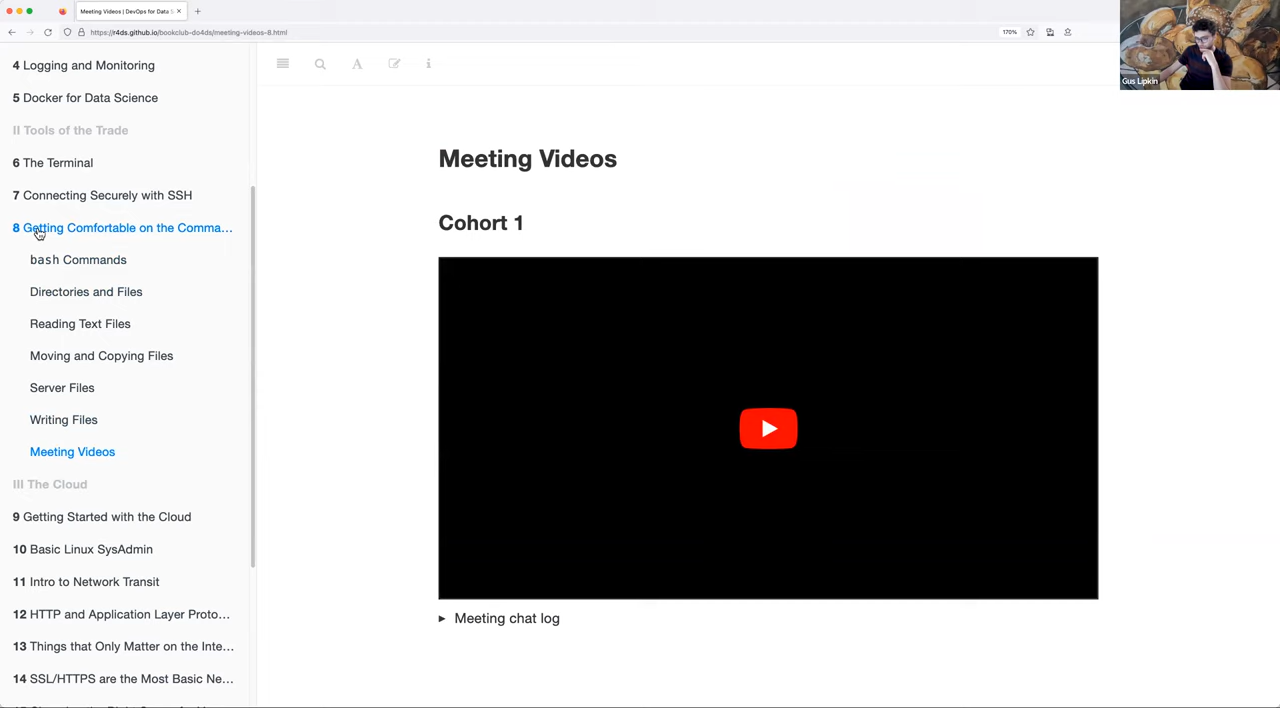 Meeting Videos | DevOps for Data S
https://r4ds.github.io/bookclub-do4ds/meeting-videos-8.html
170%
Gus Lipkin
4 Logging and Monitoring
5 Docker for Data Science
II Tools of the Trade
6 The Terminal
7 Connecting Securely with SSH
8 Getting Comfortable on the Comma…
bash Commands
Directories and Files
Reading Text Files
Moving and Copying Files
Server Files
Writing Files
Meeting Videos
III The Cloud
9 Getting Started with the Cloud
10 Basic Linux SysAdmin
11 Intro to Network Transit
12 HTTP and Application Layer Proto…
13 Things that Only Matter on the Inte…
14 SSL/HTTPS are the Most Basic Ne…
Meeting Videos
Cohort 1
Meeting chat log